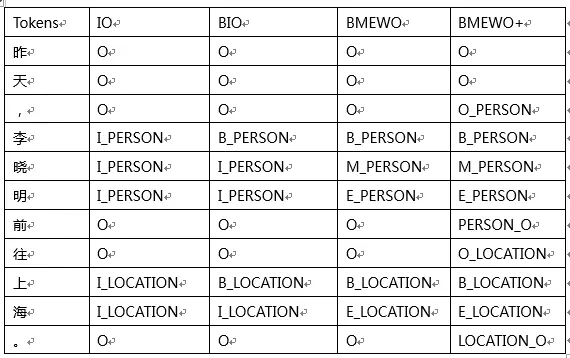 Tokens IO BIO BMEWO BMEWO+
昨 O O O O
天 O O O O
， O O O O_PERSON
李 I_PERSON B_PERSON B_PERSON B_PERSON
晓 I_PERSON I_PERSON M_PERSON M_PERSON
明 I_PERSON I_PERSON E_PERSON E_PERSON
前 O O O PERSON_O
往 O O O O_LOCATION
上 I_LOCATION B_LOCATION B_LOCATION B_LOCATION
海 I_LOCATION I_LOCATION E_LOCATION E_LOCATION
。 O O O LOCATION_O